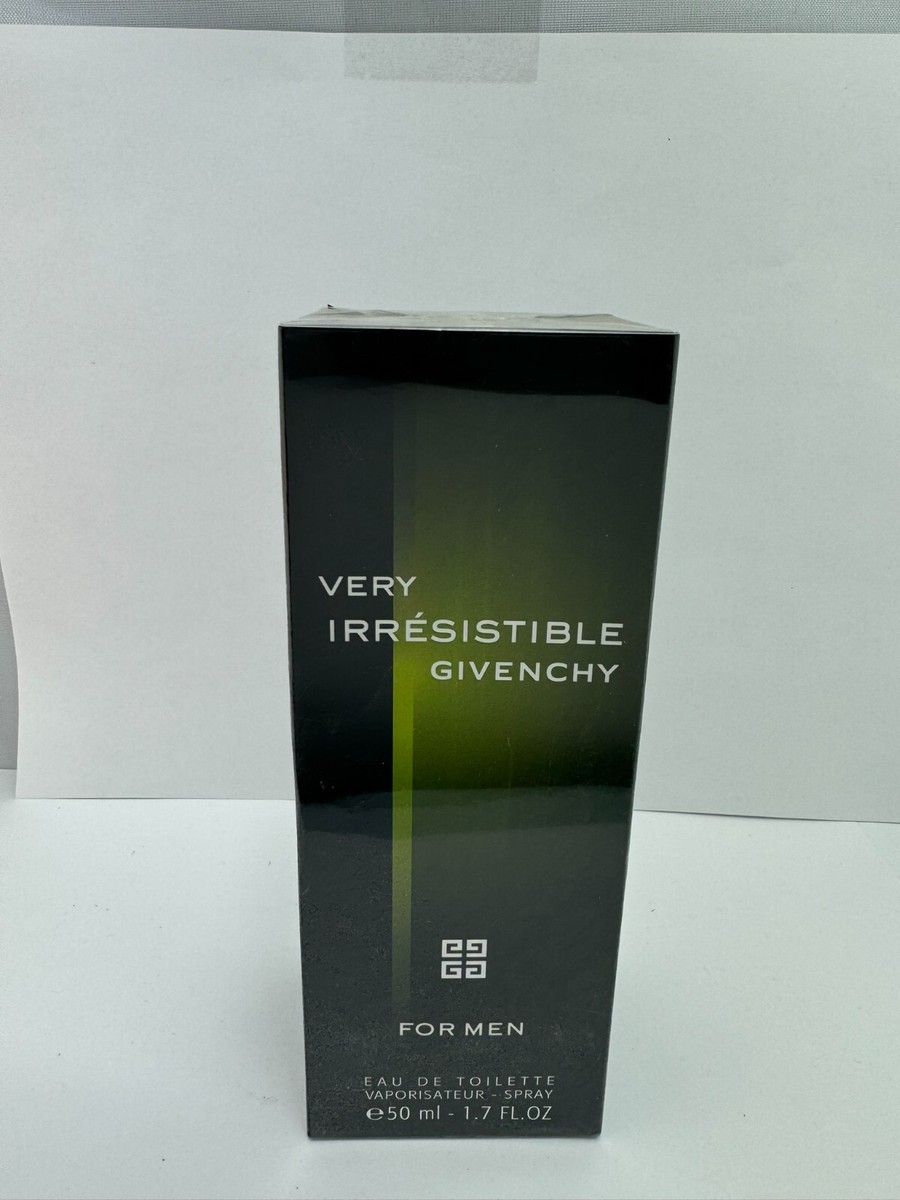 VERY
IRRÉSISTIBLE
GIVENCHY
FOR MEN
EAU DE TOILETTE
VAPORISATEUR - SPRAY
℮50 ml - 1.7 FL.OZ